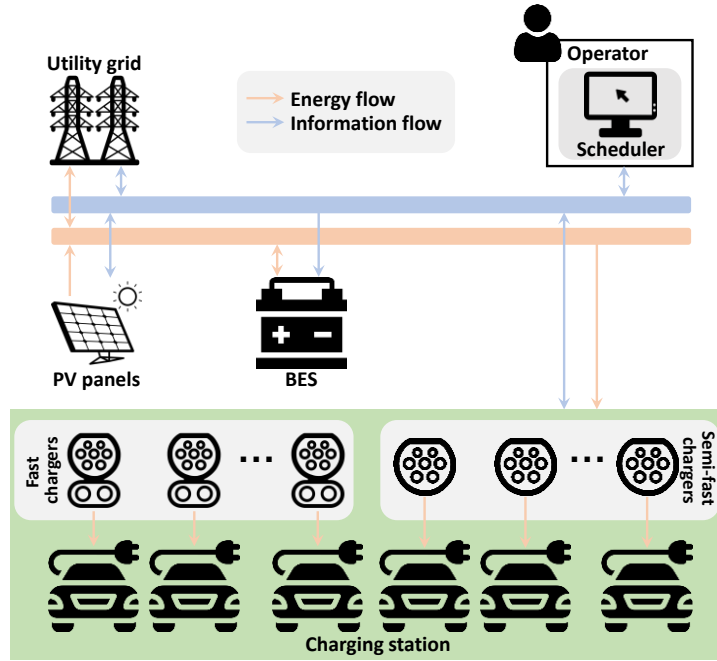 Utility grid
Operator
Scheduler
Energy flow
Information flow
PV panels
BES
Fast
chargers
Semi-fast
chargers
Charging station